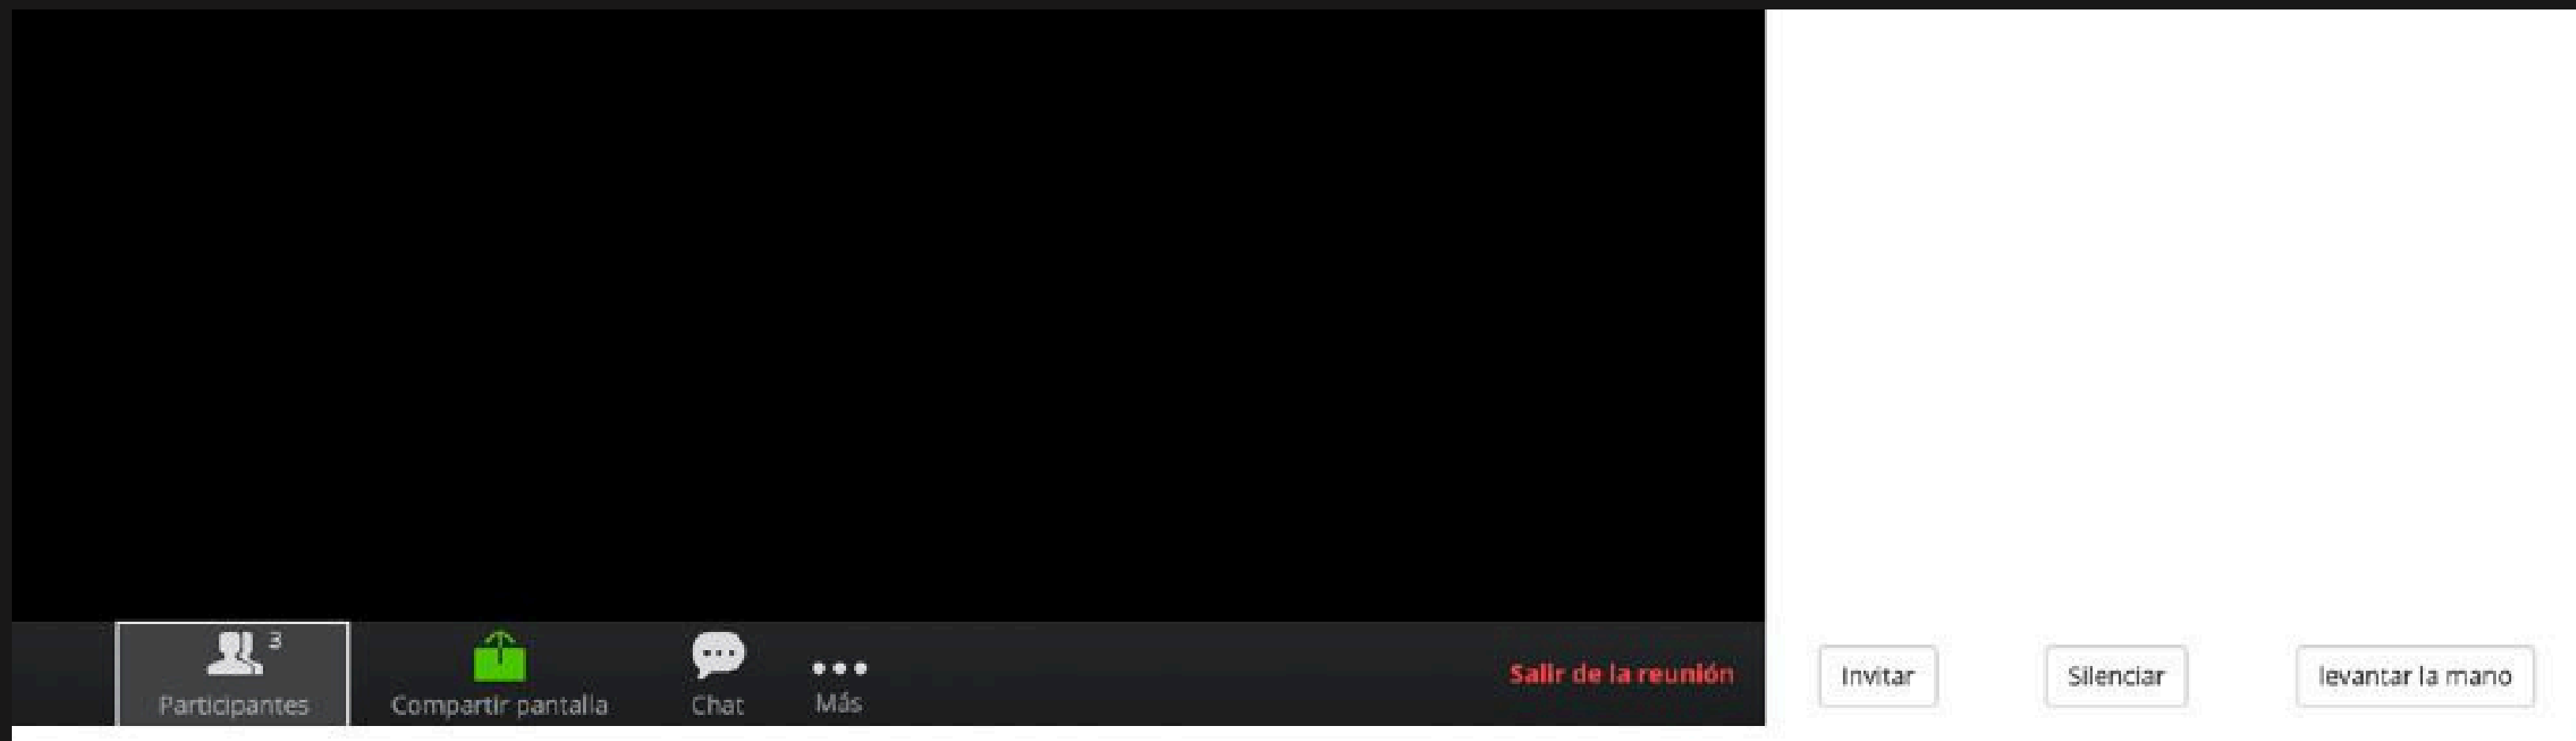 3
Participantes
Compartir pantalla
Chat
Más
Salir de la reunión
Invitar
Silenciar
levantar la mano